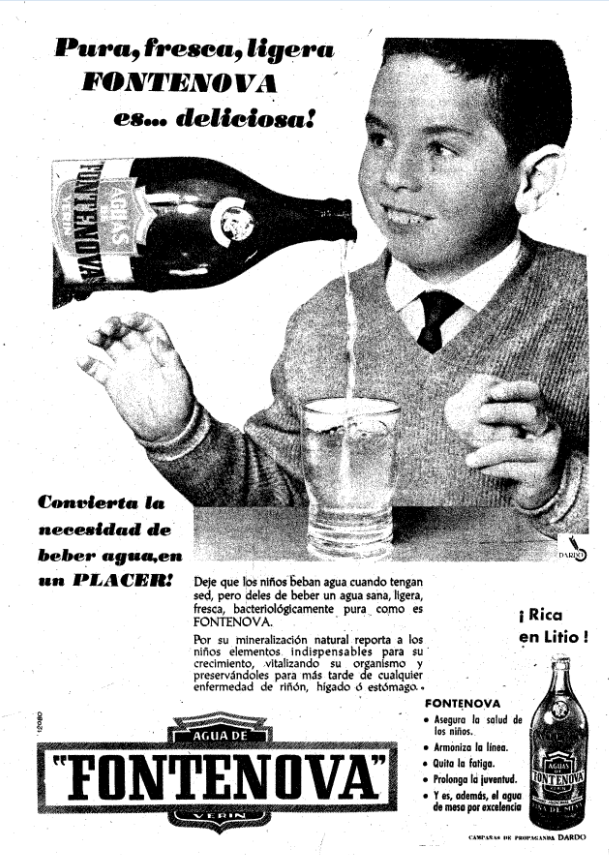 Pura, fresca, ligera
FONTENOVA
es... deliciosa!
AGUAS
DE
FONTENOVA
VERIN
Convierta la
necesidad de
beber agua, en
un PLACER!
DARDO
Deje que los niños beban agua cuando tengan
sed, pero deles de beber un agua sana, ligera,
fresca, bacteriológicamente pura como es
FONTENOVA.
Por su mineralización natural reporta a los
niños elementos indispensables para su
crecimiento, vitalizando su organismo y
preservándoles para más tarde de cualquier
enfermedad de riñón, hígado ó estómago.
¡ Rica
en Litio !
FONTENOVA
• Asegura la salud de
los niños.
• Armoniza la línea.
• Quita la fatiga.
• Prolonga la juventud.
• Y es, además, el agua
de mesa por excelencia
AGUAS
DE
FONTENOVA
VERIN
12080
AGUA DE
"FONTENOVA"
VERIN
CAMPAÑAS DE PROPAGANDA DARDO